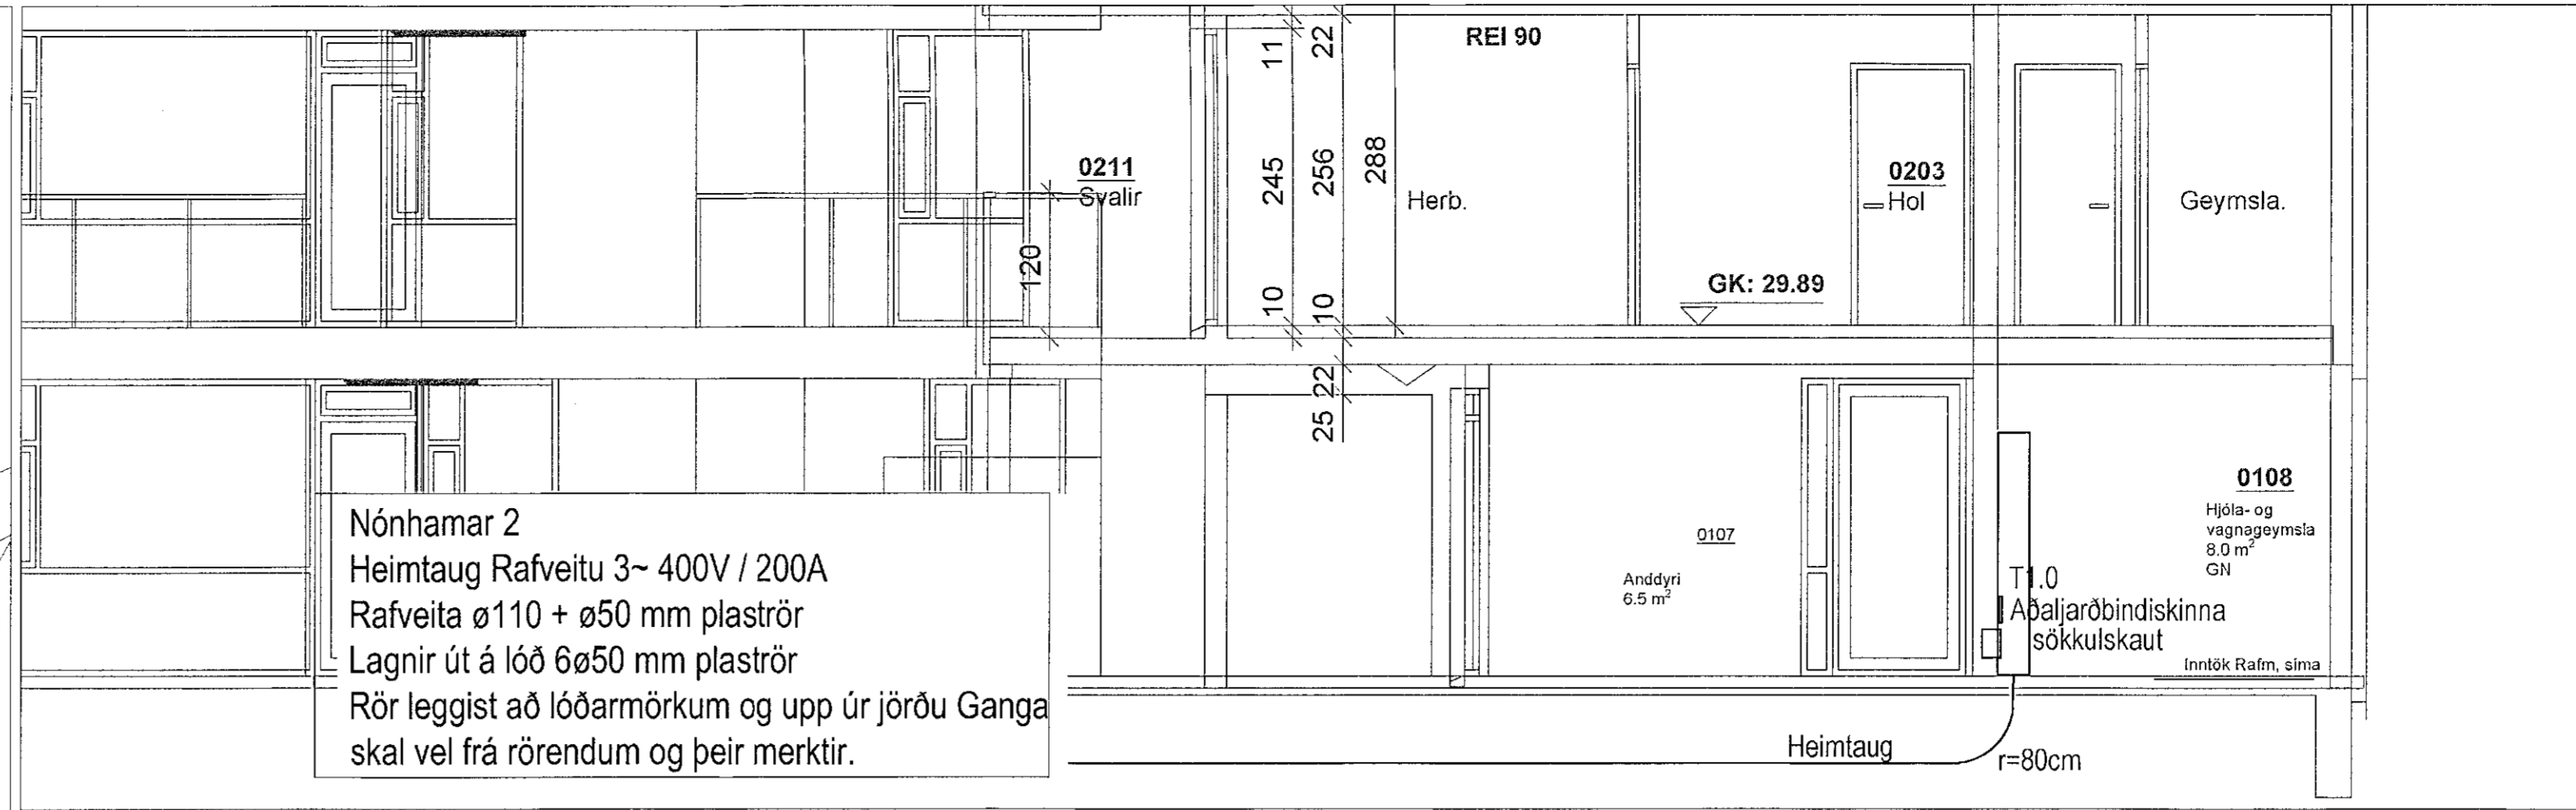 REI 90
11
22
245
256
288
10
10
120
22
25
0211
Svalir
Herb.
0203
Hol
Geymsla.
GK: 29.89
0107
Anddyri
6.5 m²
0108
Hjóla- og
vagnageymsla
8.0 m²
GN
T1.0
Aðaljarðbindiskinna
sökkulskaut
Inntök Rafm, síma
Heimtaug
r=80cm
Nónhamar 2
Heimtaug Rafveitu 3~ 400V / 200A
Rafveita ø110 + ø50 mm plaströr
Lagnir út á lóð 6ø50 mm plaströr
Rör leggist að lóðarmörkum og upp úr jörðu Ganga
skal vel frá rörendum og þeir merktir.